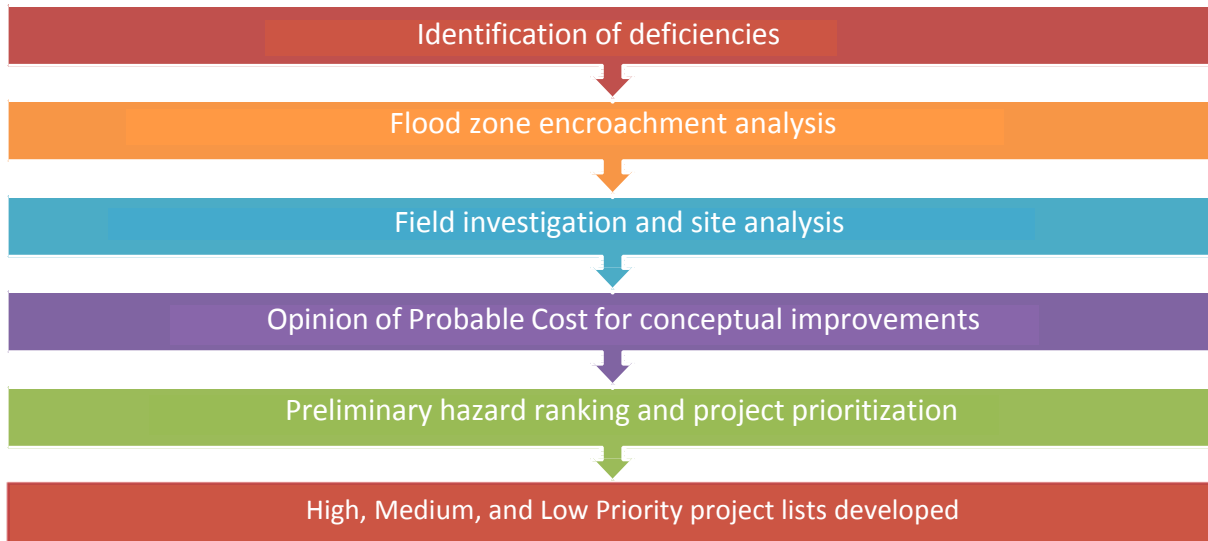 Identification of deficiencies
Flood zone encroachment analysis
Field investigation and site analysis
Opinion of Probable Cost for conceptual improvements
Preliminary hazard ranking and project prioritization
High, Medium, and Low Priority project lists developed